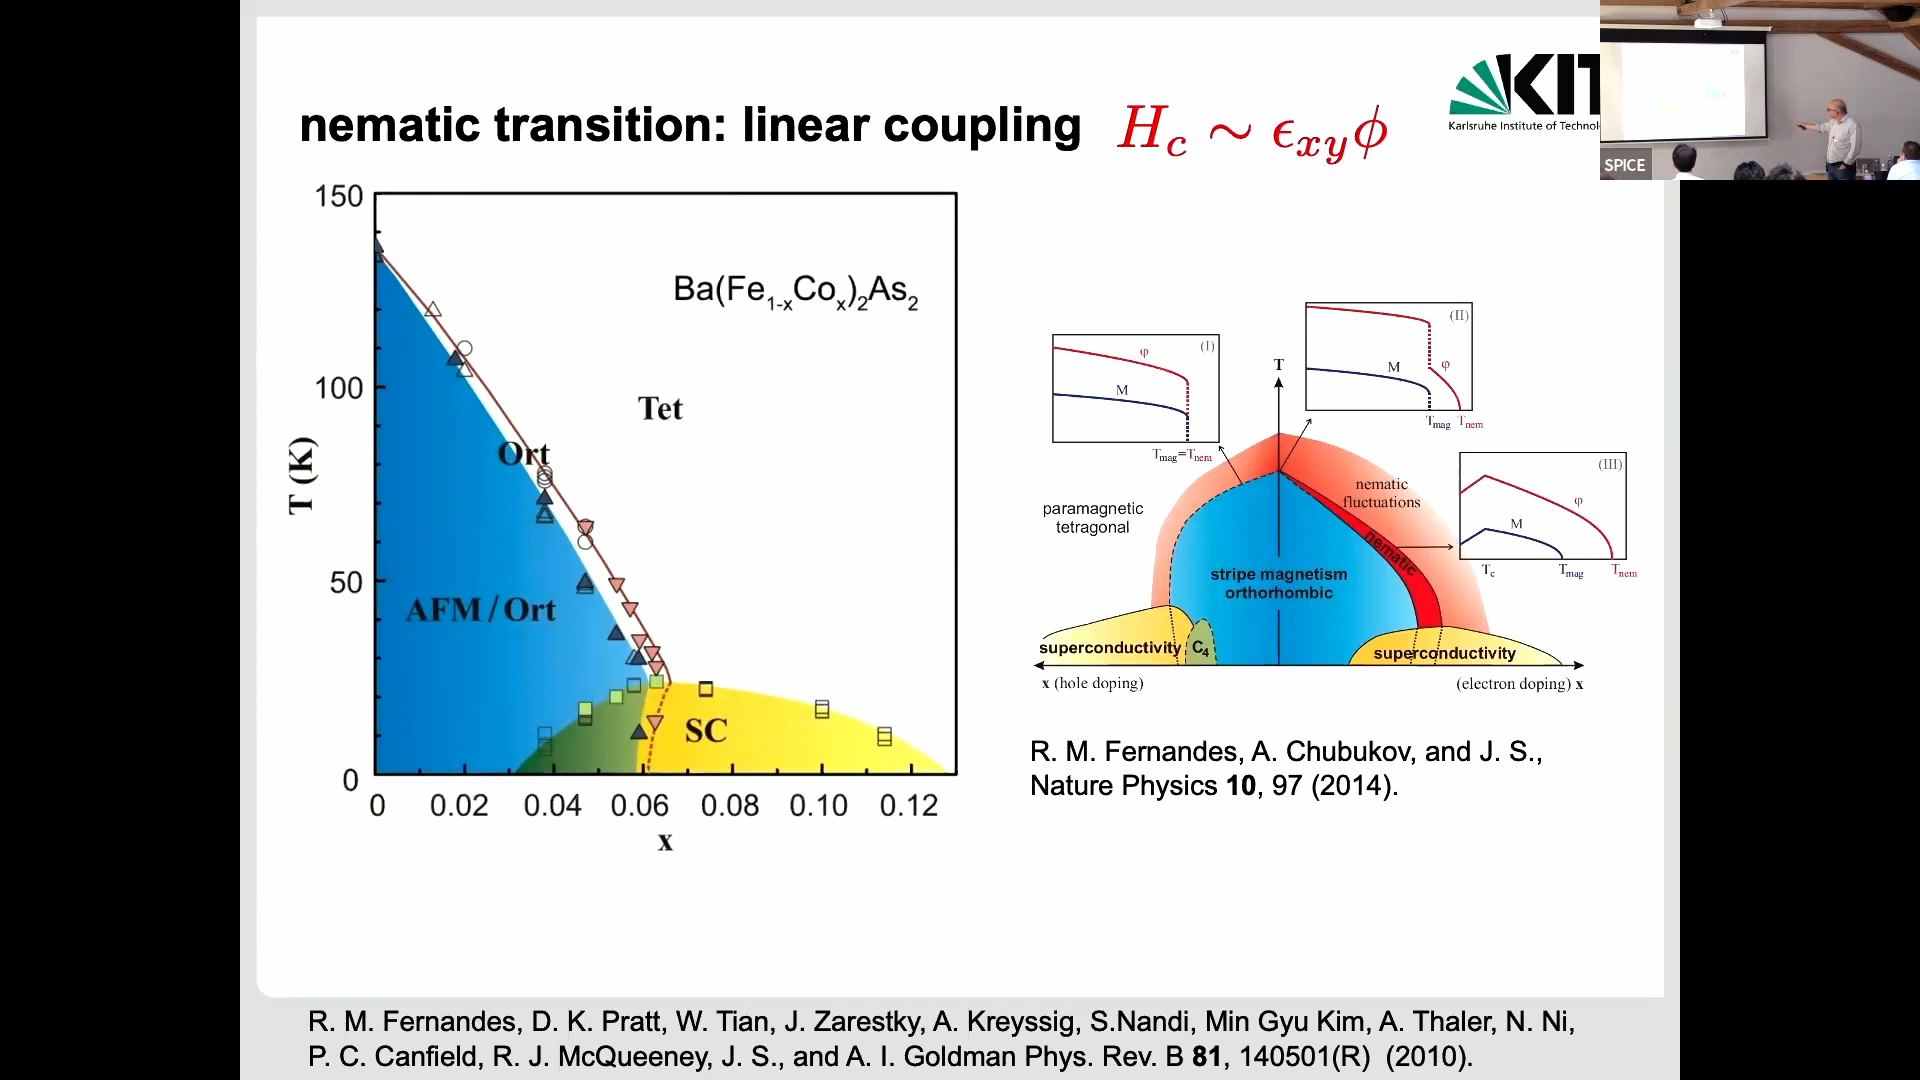 nematic transition: linear coupling H_c ~ ϵ_xy ϕ
KIT
Karlsruhe Institute of Technol
SPICE
150
100
50
0
T (K)
Ba(Fe1-xCox)2As2
Tet
Ort
AFM / Ort
SC
0 0.02 0.04 0.06 0.08 0.10 0.12
x
(I)
φ
M
Tmag=Tnem
(II)
M
φ
Tmag Tnem
T
(III)
φ
M
Tc Tmag Tnem
nematic
fluctuations
paramagnetic
tetragonal
nematic
stripe magnetism
orthorhombic
superconductivity
C4
superconductivity
x (hole doping)
(electron doping) x
R. M. Fernandes, A. Chubukov, and J. S.,
Nature Physics 10, 97 (2014).
R. M. Fernandes, D. K. Pratt, W. Tian, J. Zarestky, A. Kreyssig, S.Nandi, Min Gyu Kim, A. Thaler, N. Ni,
P. C. Canfield, R. J. McQueeney, J. S., and A. I. Goldman Phys. Rev. B 81, 140501(R) (2010).